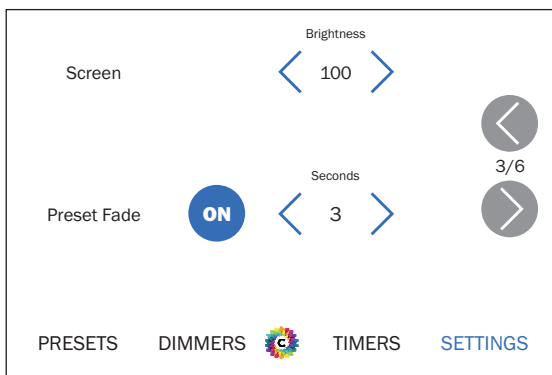 Brightness
Screen 100
3/6
Seconds
Preset Fade ON 3
PRESETS DIMMERS C TIMERS SETTINGS